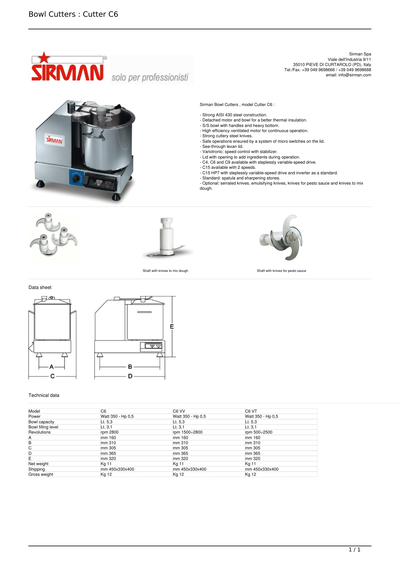 Bowl Cutters : Cutter C6
Sirman Spa
Viale dell'Industria 9/11
35010 PIEVE DI CURTAROLO (PD), Italy
Tel./Fax. +39 049 9698666 / +39 049 9698688
email: info@sirman.com
SIRMAN
solo per professionisti
SIRMAN
Sirman Bowl Cutters , model Cutter C6 :
- Strong AISI 430 steel construction.
- Detached motor and bowl for a better thermal insulation.
- S/S bowl with handles and heavy bottom.
- High efficiency ventilated motor for continuous operation.
- Strong cutlery steel knives.
- Safe operations ensured by a system of micro switches on the lid.
- See-through lexan lid.
- Variotronic: speed control with stabilizer.
- Lid with opening to add ingredients during operation.
- C4, C6 and C9 available with steplessly variable-speed drive.
- C15 available with 2 speeds.
- C15 HP7 with steplessly variable-speed drive and inverter as a standard.
- Standard: spatula and sharpening stones.
- Optional: serrated knives, emulsifying knives, knives for pesto sauce and knives to mix
dough.
Shaft with knives to mix dough
Shaft with knives for pesto sauce
Data sheet
E
A
C
B
D
Technical data
Model C6 C6 VV C6 VT
Power Watt 350 - Hp 0,5 Watt 350 - Hp 0,5 Watt 350 - Hp 0,5
Bowl capacity Lt. 5,3 Lt. 5,3 Lt. 5,3
Bowl filling level Lt. 3,1 Lt. 3,1 Lt. 3,1
Revolutions rpm 2800 rpm 1500÷2800 rpm 500÷2500
A mm 160 mm 160 mm 160
B mm 310 mm 310 mm 310
C mm 305 mm 305 mm 305
D mm 365 mm 365 mm 365
E mm 320 mm 320 mm 320
Net weight Kg 11 Kg 11 Kg 11
Shipping mm 450x330x400 mm 450x330x400 mm 450x330x400
Gross weight Kg 12 Kg 12 Kg 12
1 / 1